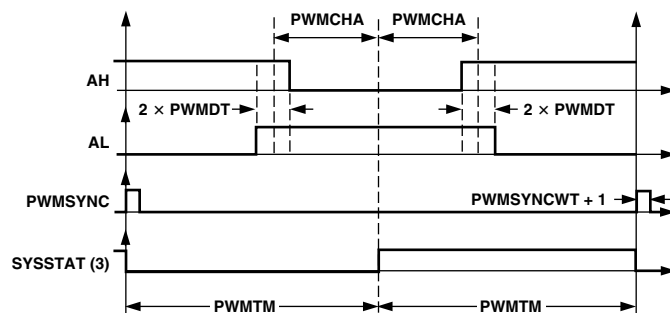 PWMCHA PWMCHA
AH
2 × PWMDT 2 × PWMDT
AL
PWMSYNC PWMSYNCWT + 1
SYSSTAT (3)
PWMTM PWMTM